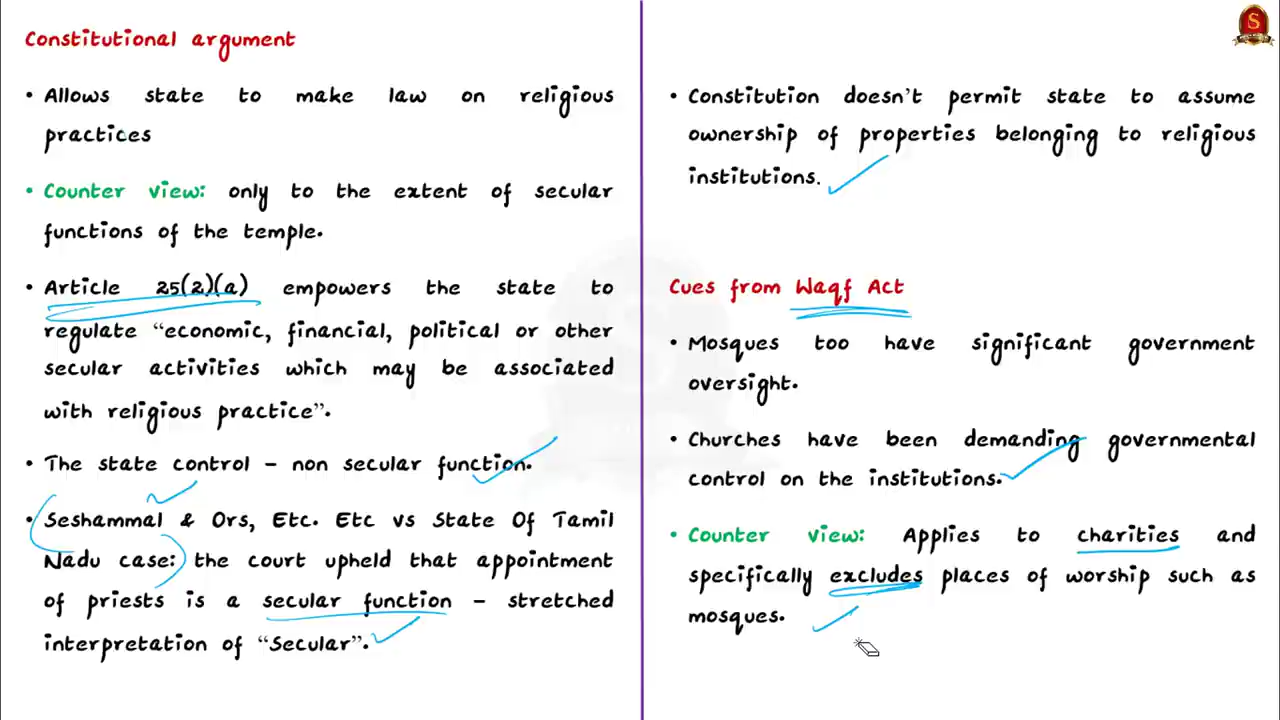 Constitutional argument
• Allows state to make law on religious
practices
• Counter view: only to the extent of secular
functions of the temple.
• Article 25(2)(a) empowers the state to
regulate “economic, financial, political or other
secular activities which may be associated
with religious practice”.
• The state control – non secular function.
• Seshammal & Ors, Etc. Etc vs State Of Tamil
Nadu case: the court upheld that appointment
of priests is a secular function – stretched
interpretation of “Secular”.
• Constitution doesn't permit state to assume
ownership of properties belonging to religious
institutions.
Cues from Waqf Act
• Mosques too have significant government
oversight.
• Churches have been demanding governmental
control on the institutions.
• Counter view: Applies to charities and
specifically excludes places of worship such as
mosques.
S